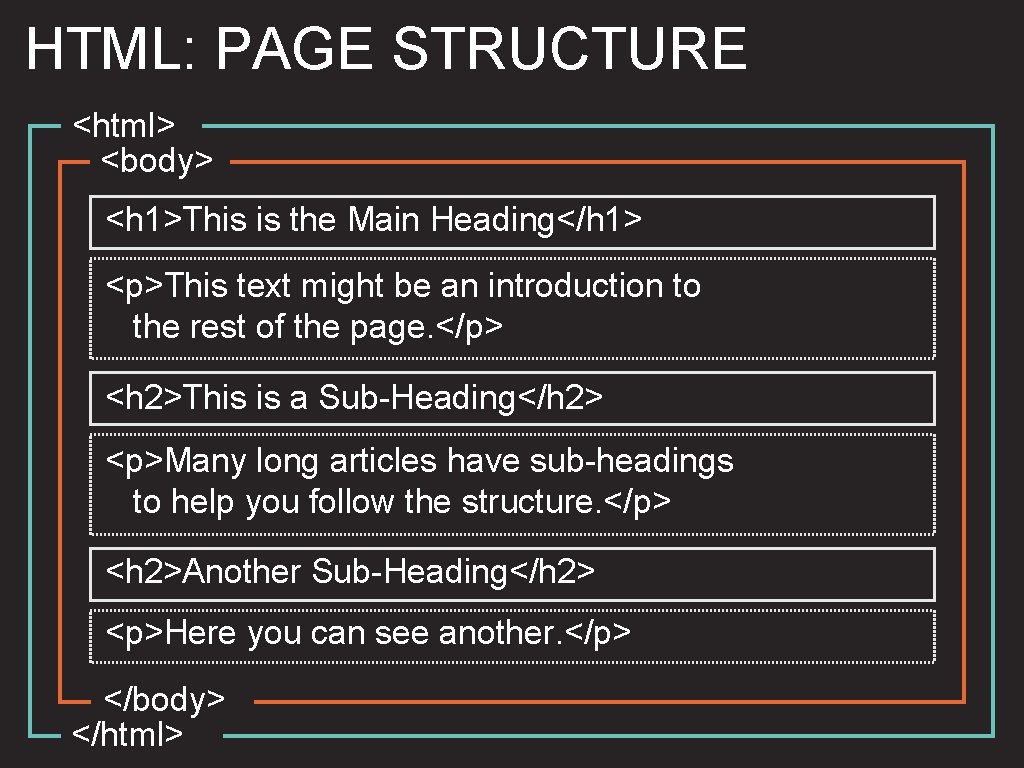 HTML: PAGE STRUCTURE
<html>
<body>
<h1>This is the Main Heading</h1>
<p>This text might be an introduction to
the rest of the page.</p>
<h2>This is a Sub-Heading</h2>
<p>Many long articles have sub-headings
to help you follow the structure.</p>
<h2>Another Sub-Heading</h2>
<p>Here you can see another.</p>
</body>
</html>